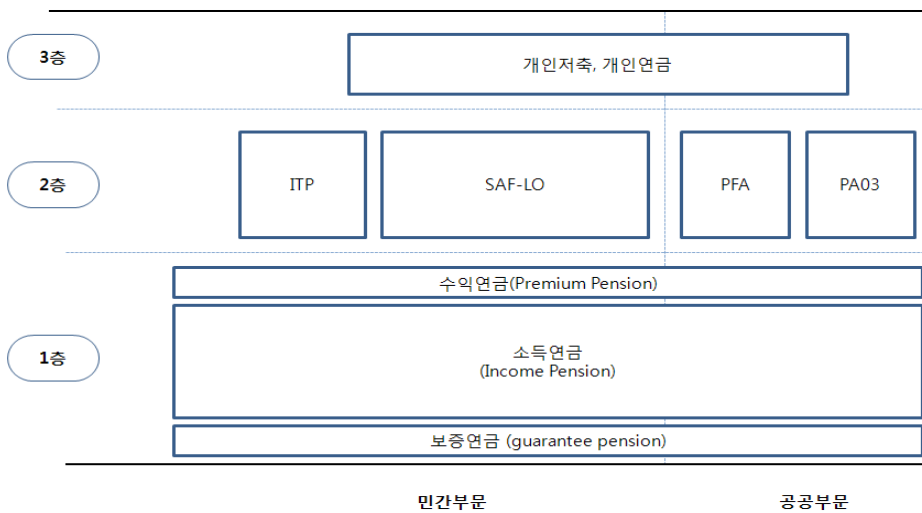 3층
개인저축, 개인연금
2층
ITP
SAF-LO
PFA
PA03
수익연금(Premium Pension)
1층
소득연금
(Income Pension)
보증연금 (guarantee pension)
민간부문
공공부문